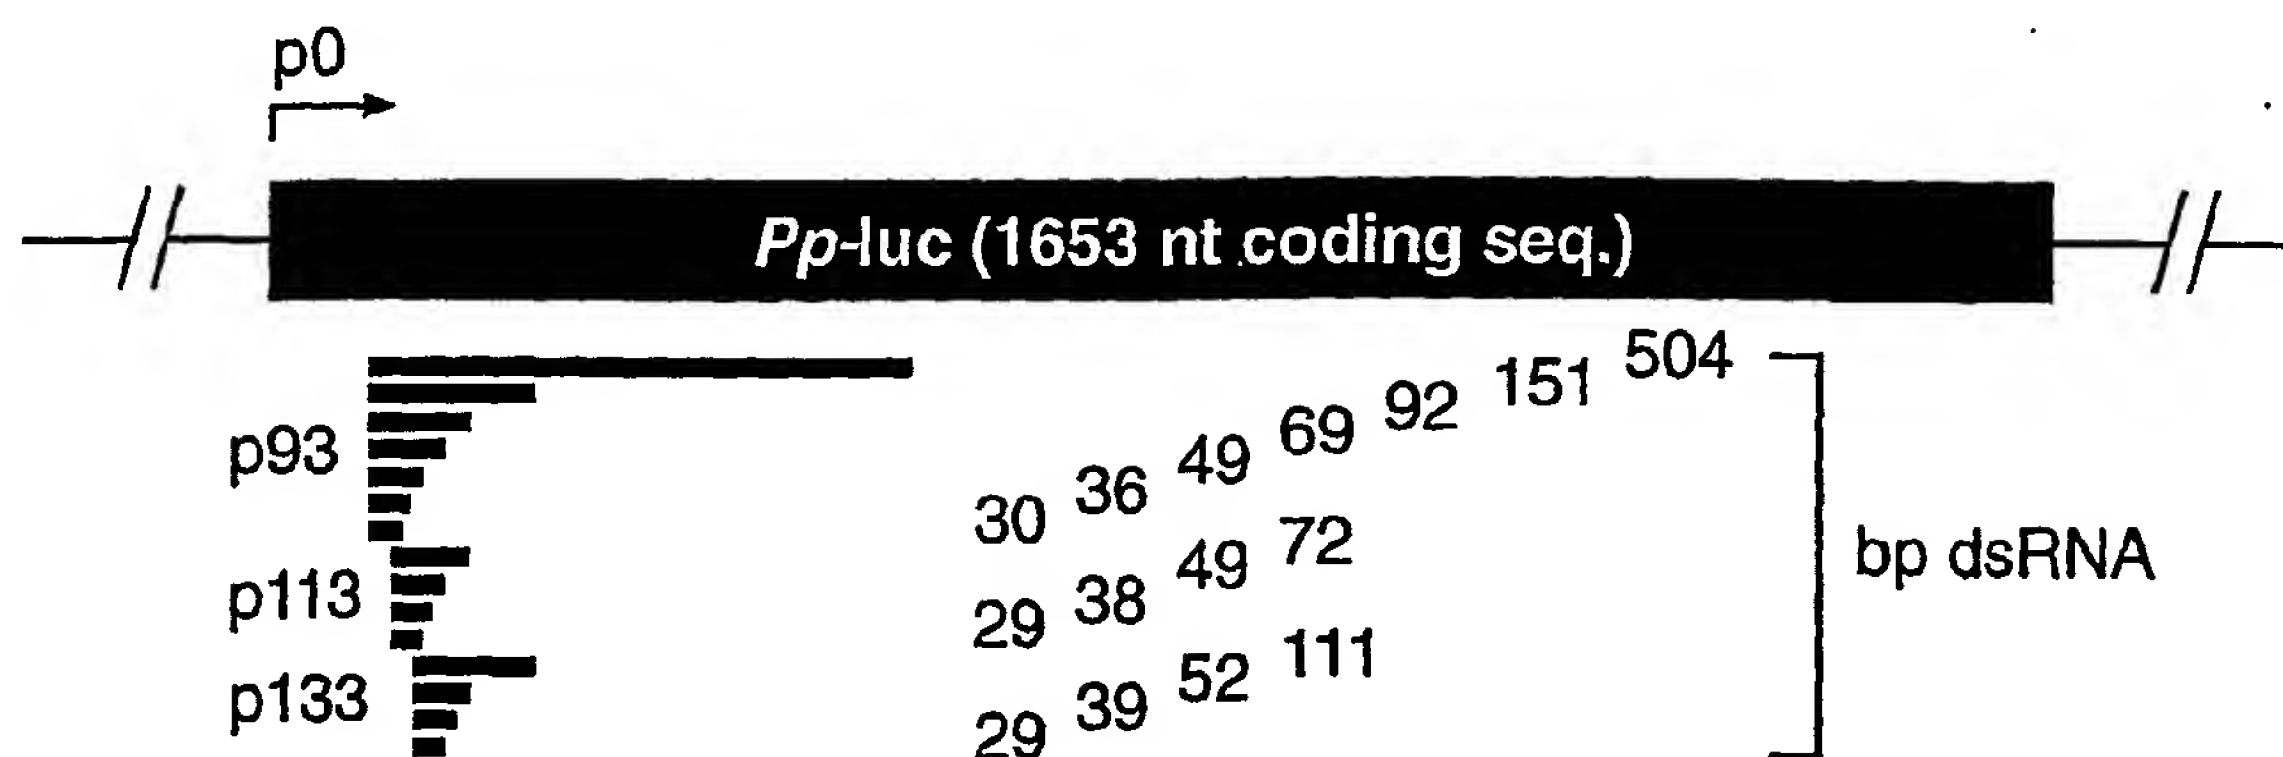 p0
Pp-luc (1653 nt coding seq.)
p93
504
151
92
69
49
36
30
p113
72
49
38
29
p133
111
52
39
29
bp dsRNA